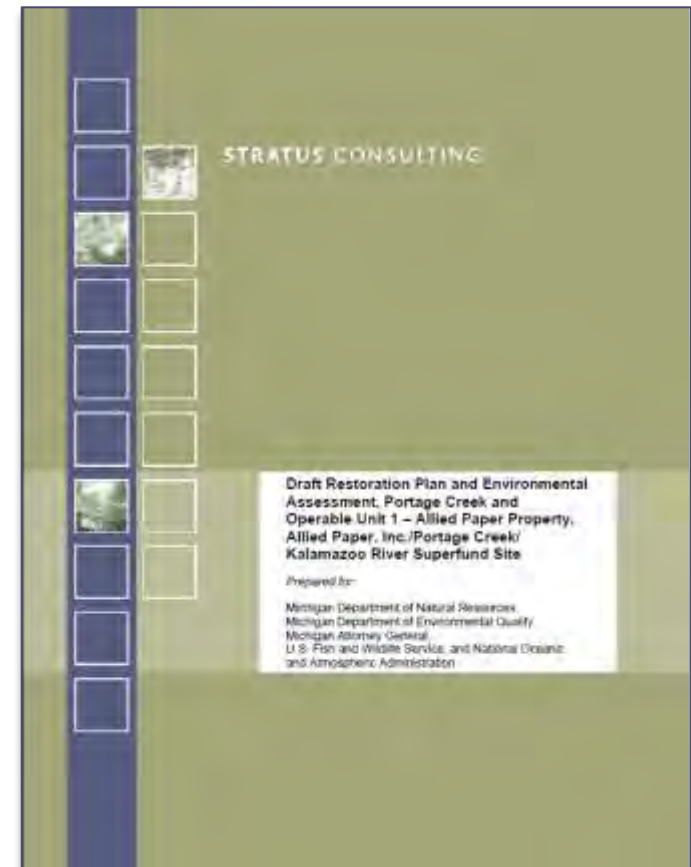 STRATUS CONSULTING
Draft Restoration Plan and Environmental
Assessment, Portage Creek and
Operable Unit 1 – Allied Paper Property,
Allied Paper, Inc./Portage Creek/
Kalamazoo River Superfund Site
Prepared for:
Michigan Department of Natural Resources
Michigan Department of Environmental Quality
Michigan Attorney General
U.S. Fish and Wildlife Service, and National Oceanic
and Atmospheric Administration